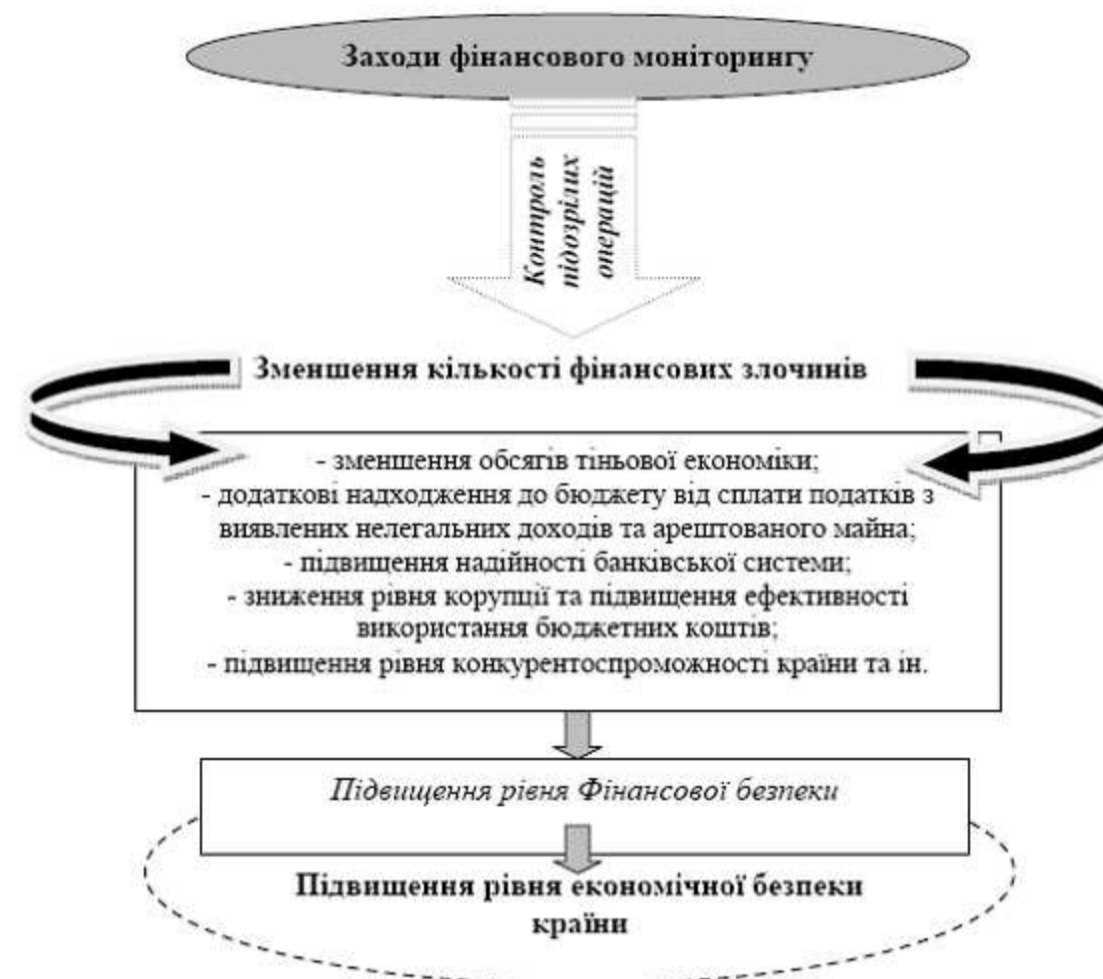 Заходи фінансового моніторингу
Контроль
підозрілих
операцій
Зменшення кількості фінансових злочинів
- зменшення обсягів тіньової економіки;
- додаткові надходження до бюджету від сплати податків з
виявлених нелегальних доходів та арештованого майна;
- підвищення надійності банківської системи;
- зниження рівня корупції та підвищення ефективності
використання бюджетних коштів;
- підвищення рівня конкурентоспроможності країни та ін.
Підвищення рівня Фінансової безпеки
Підвищення рівня економічної безпеки
країни